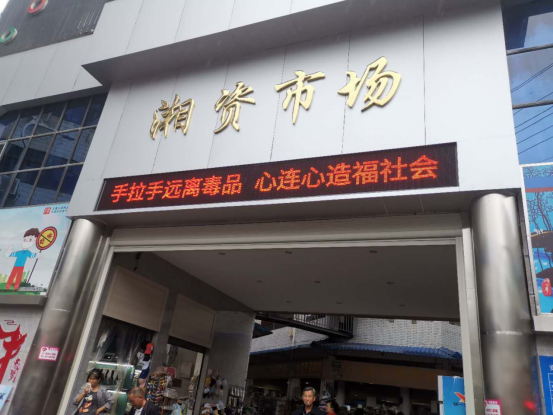 湘资市场
手拉手远离毒品 心连心造福社会